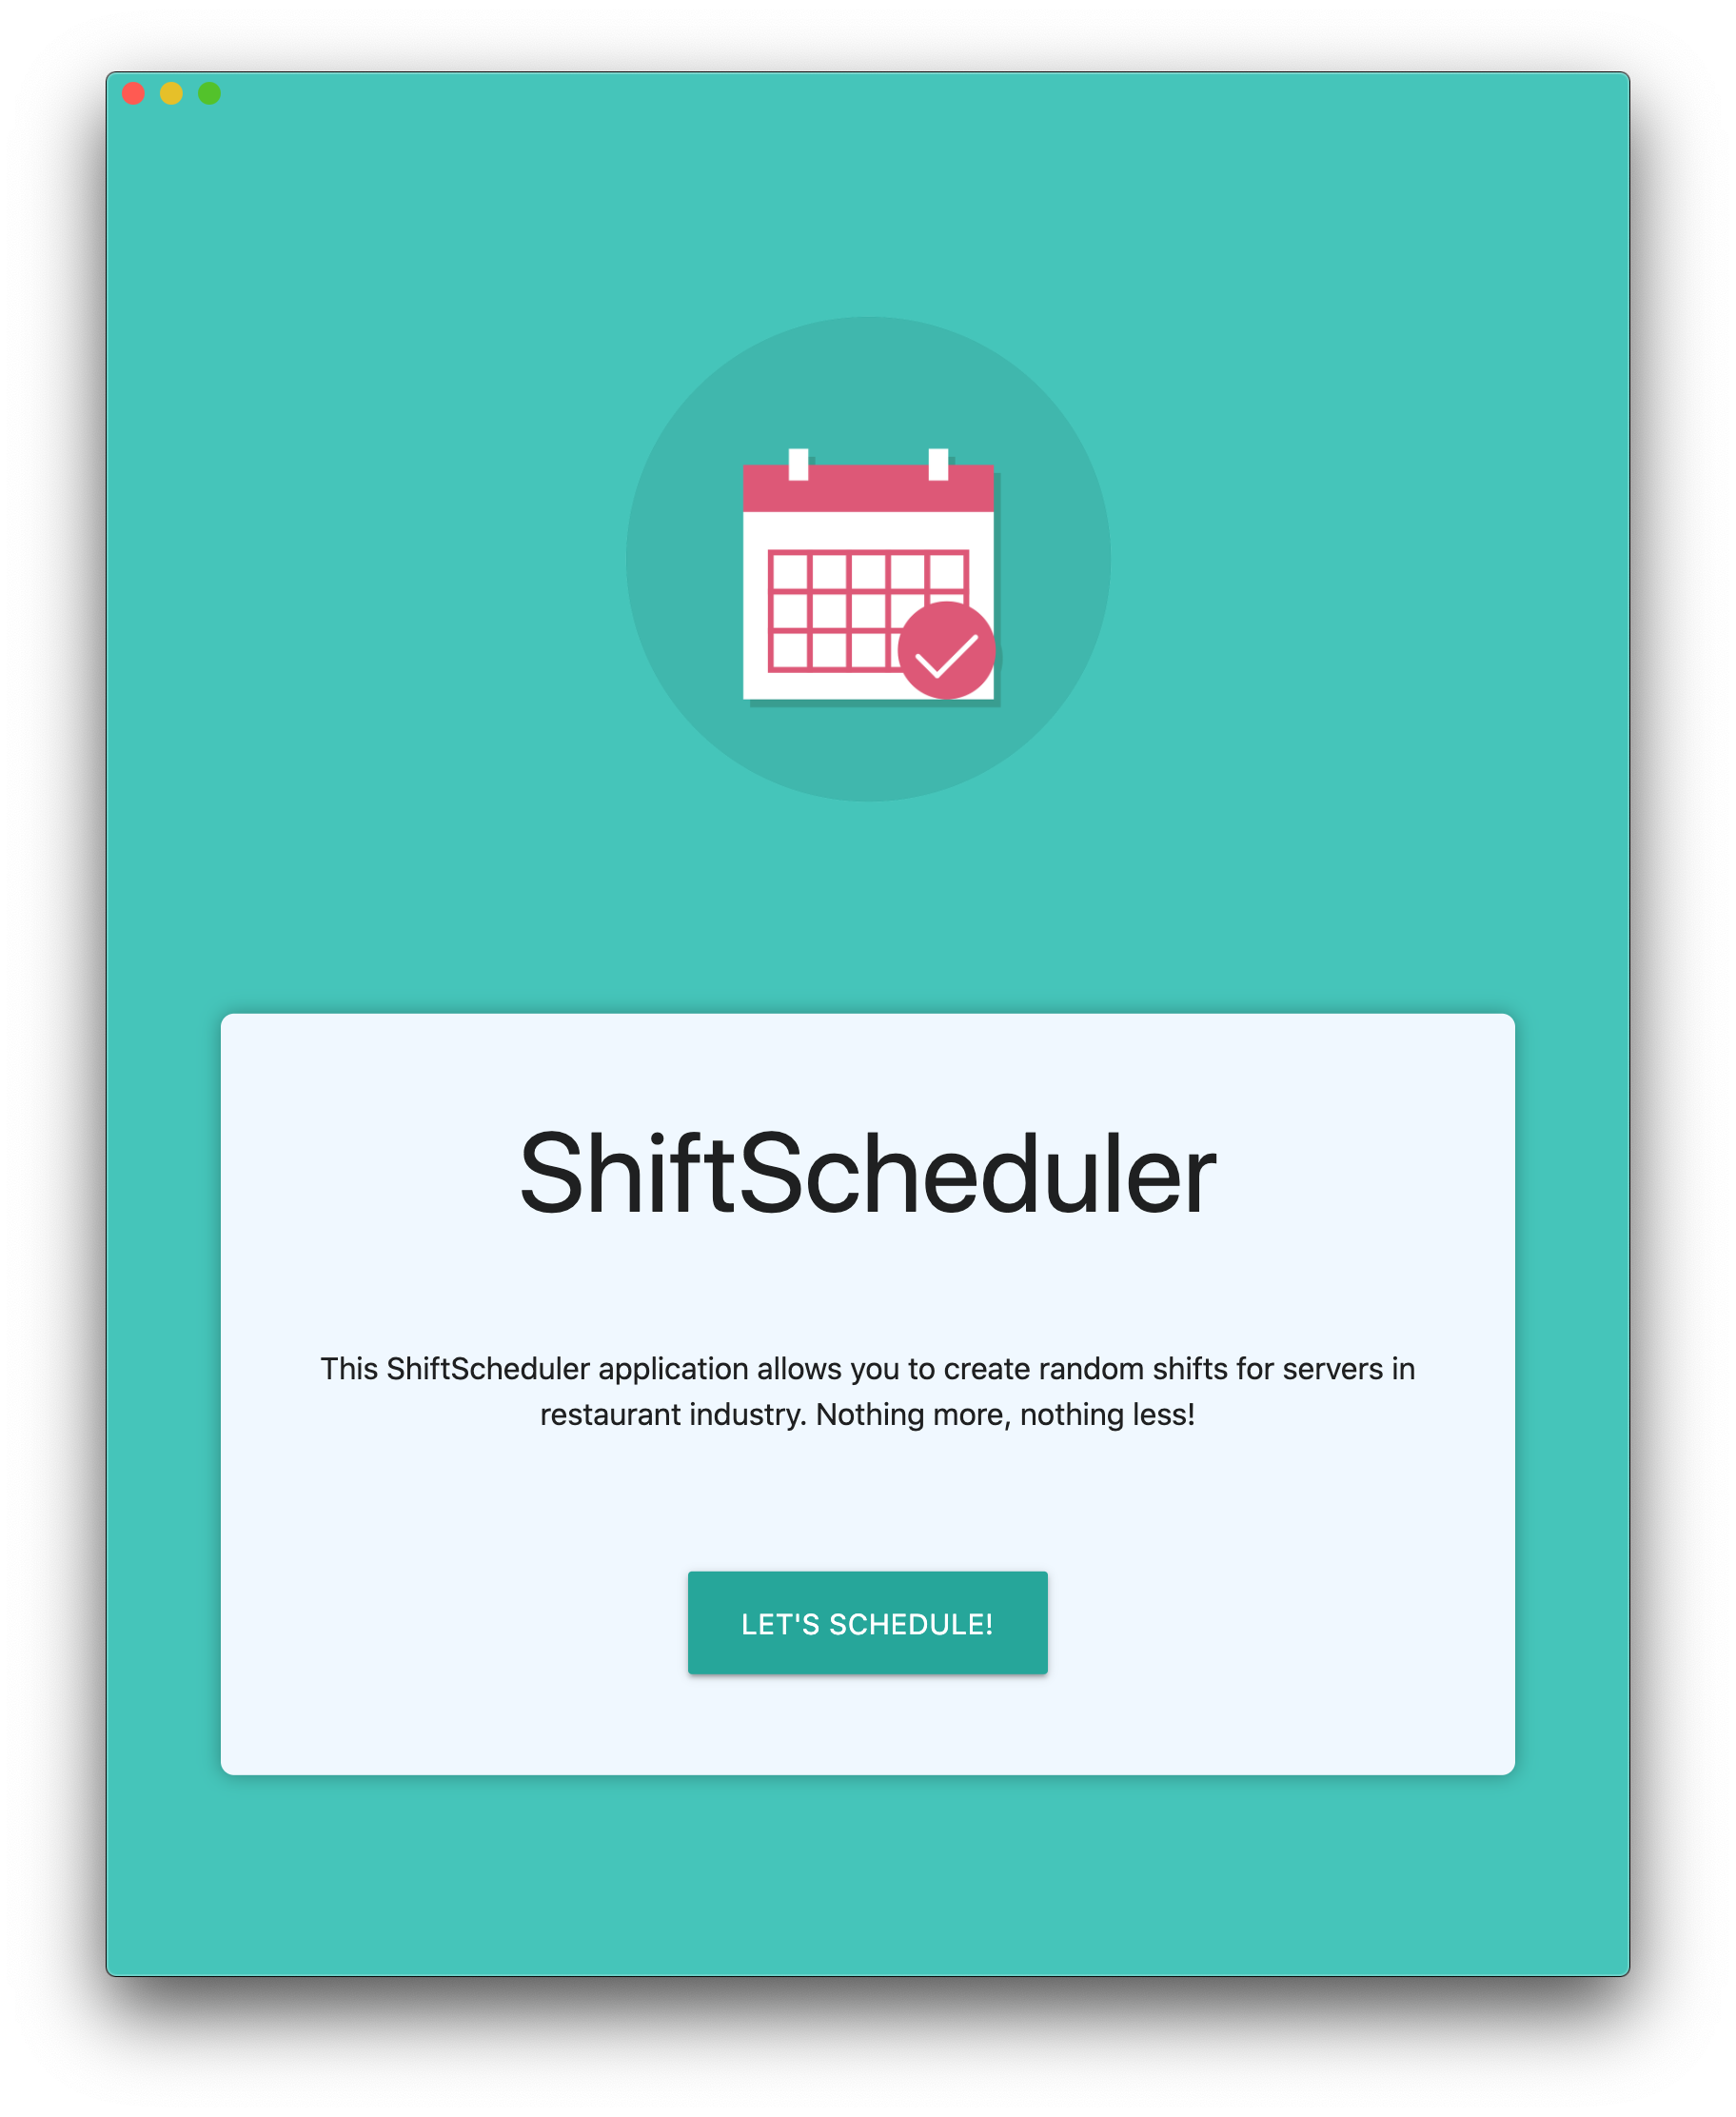 ShiftScheduler
This ShiftScheduler application allows you to create random shifts for servers in
restaurant industry. Nothing more, nothing less!
LET'S SCHEDULE!